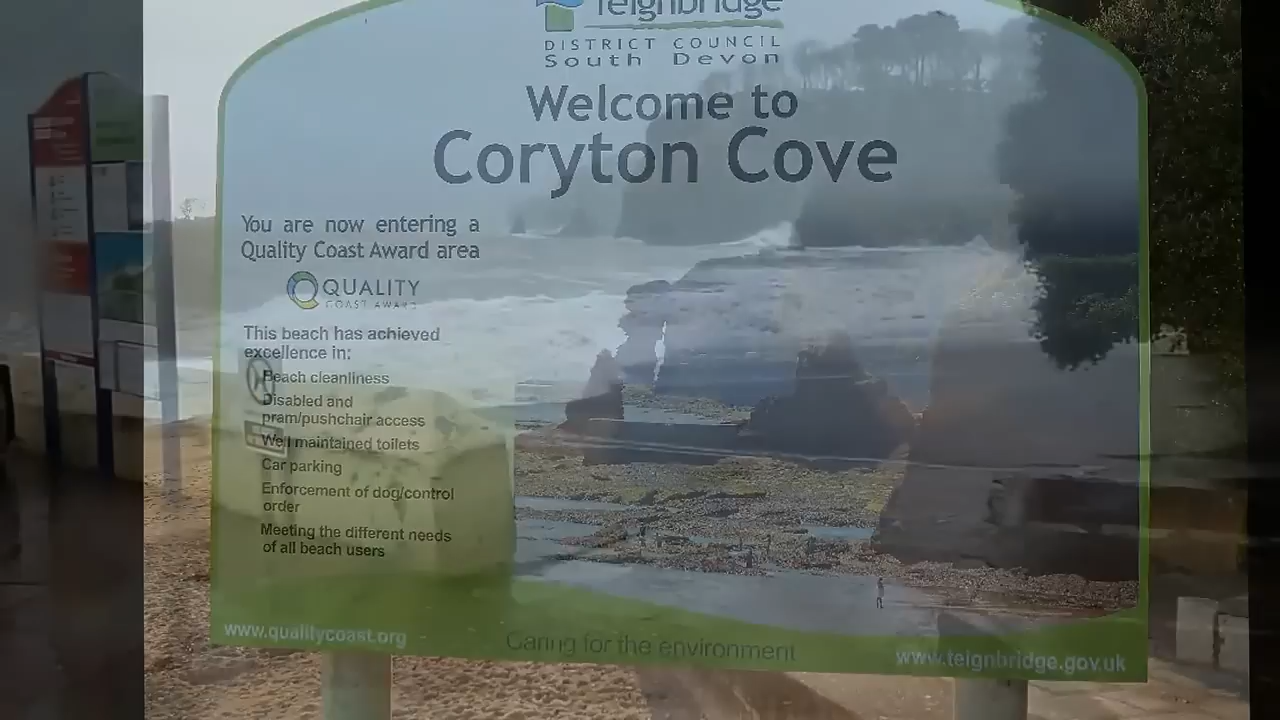 Teignbridge
DISTRICT COUNCIL
South Devon
Welcome to
Coryton Cove
You are now entering a
Quality Coast Award area
QUALITY
COAST AWARD
This beach has achieved
excellence in:
Beach cleanliness
Disabled and
pram/pushchair access
Well maintained toilets
Car parking
Enforcement of dog/control
order
Meeting the different needs
of all beach users
www.qualitycoast.org
Caring for the environment
www.teignbridge.gov.uk